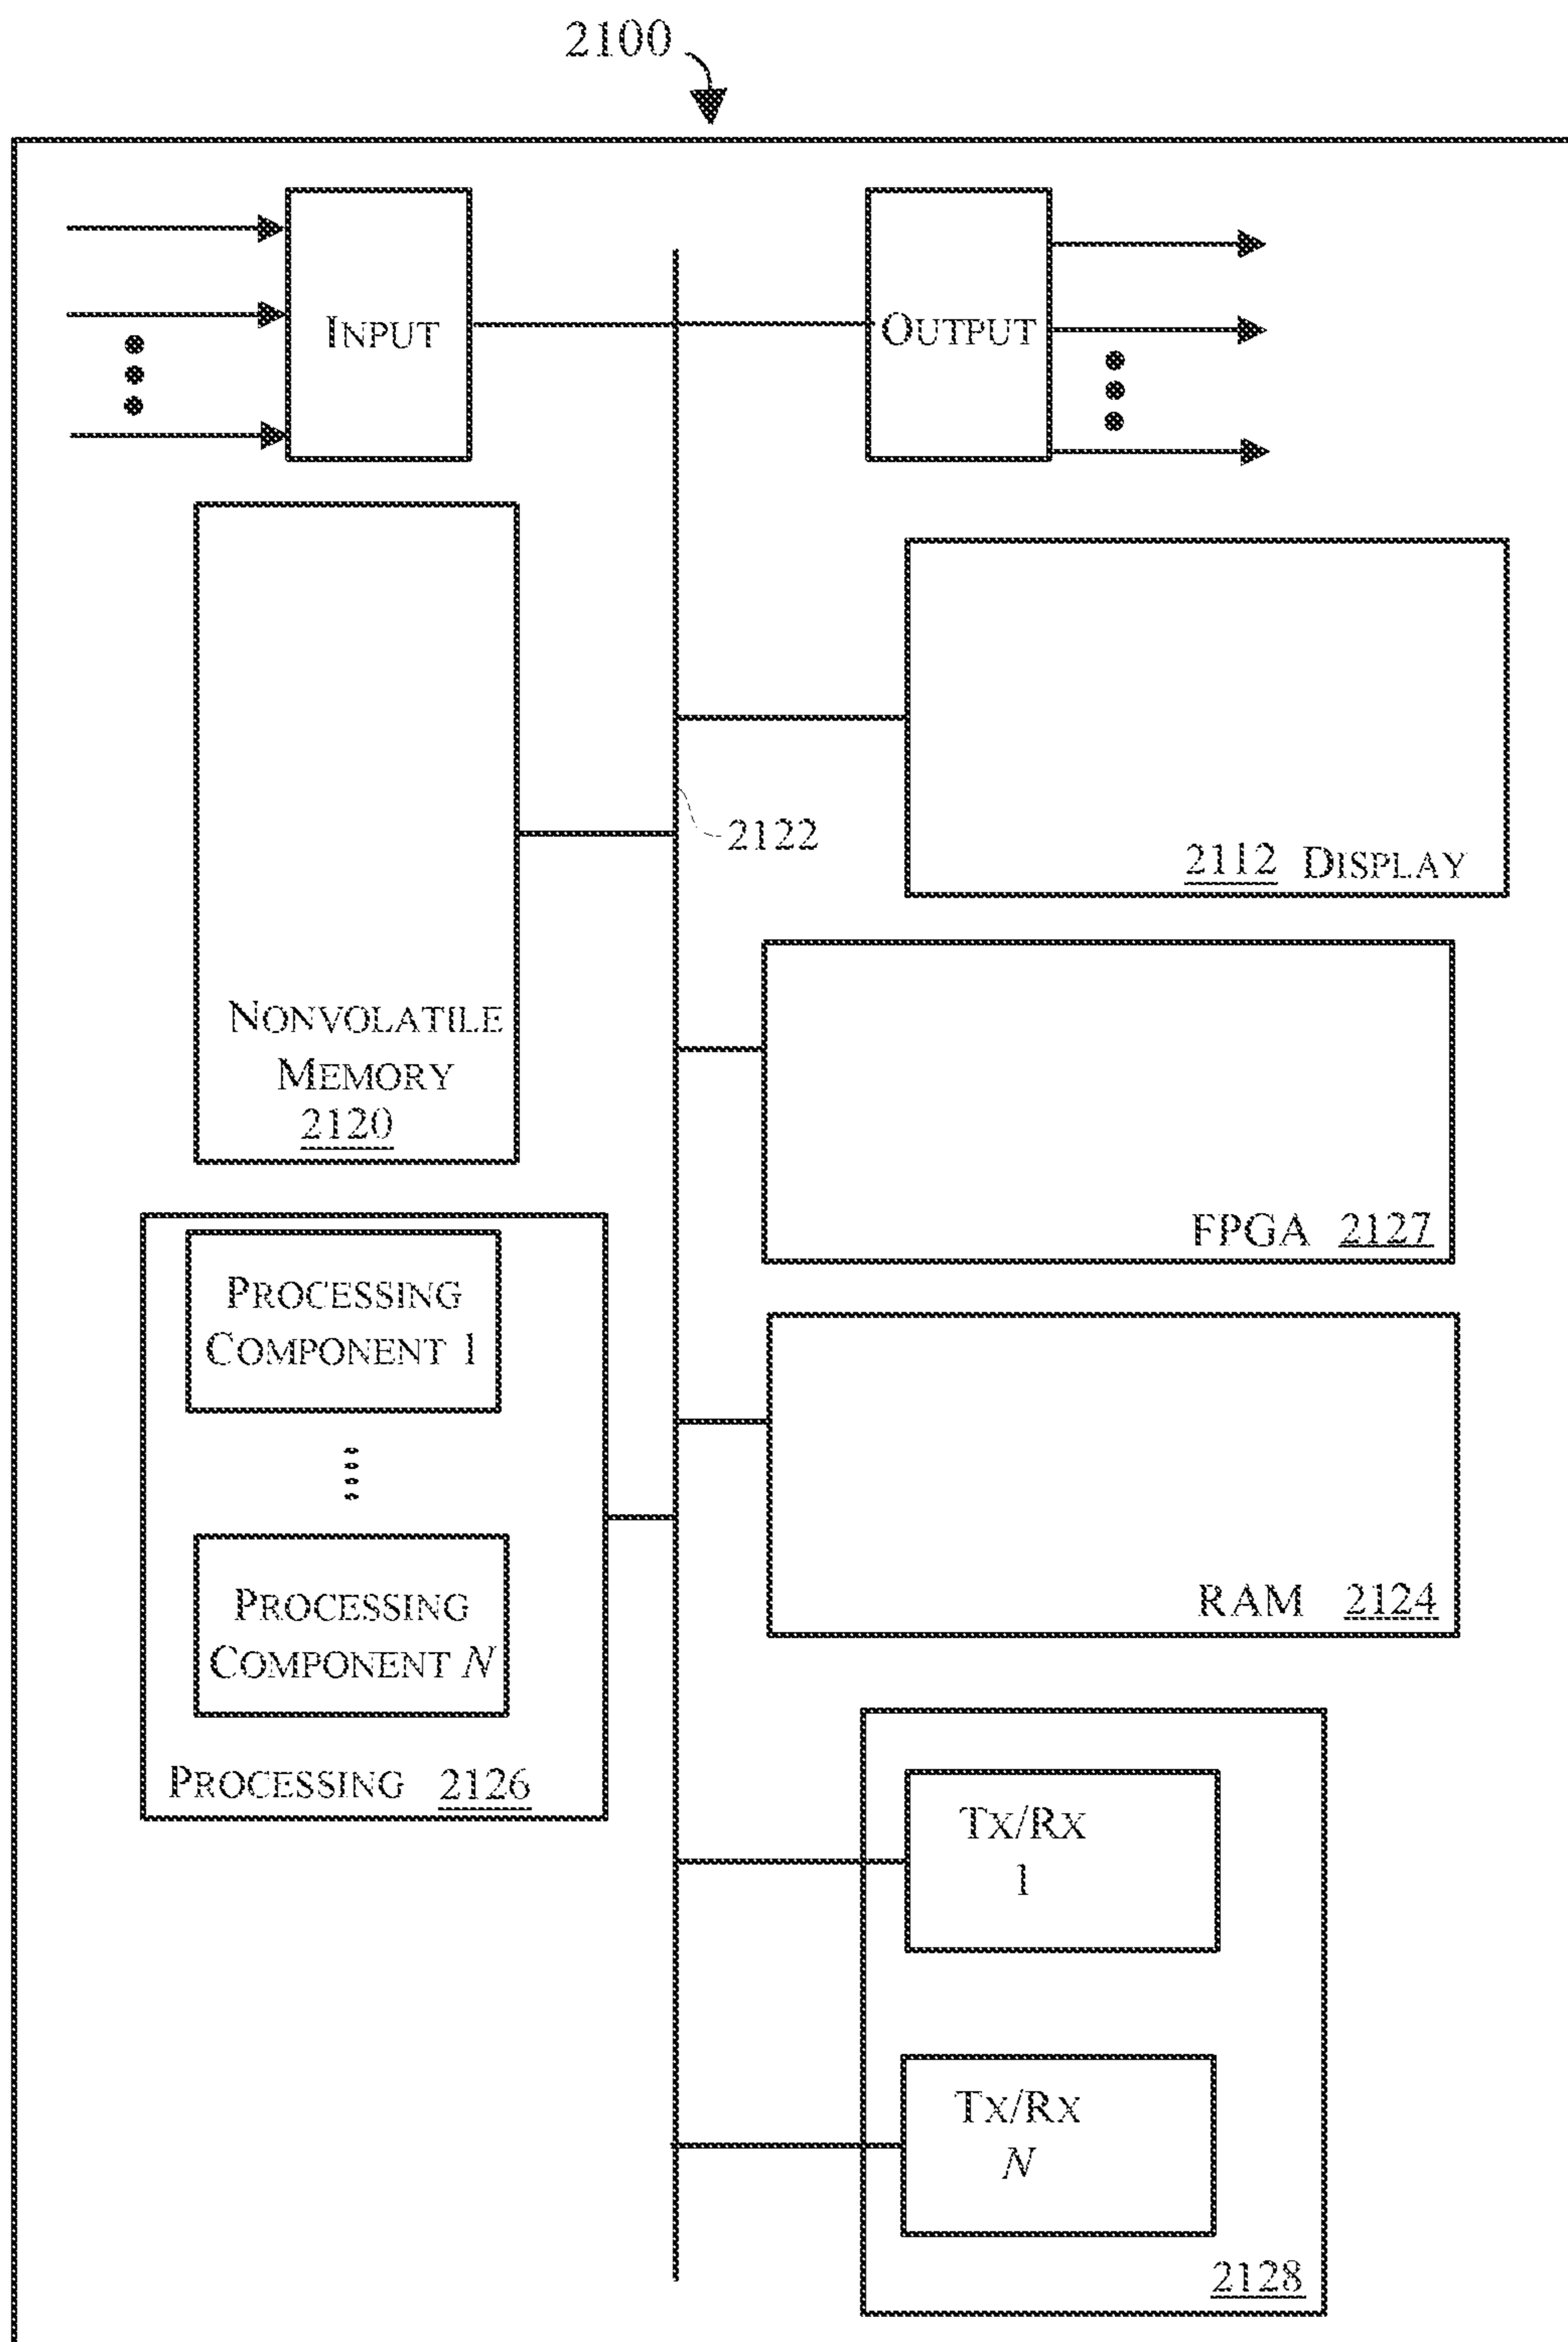 2100
INPUT
OUTPUT
2122
2112 DISPLAY
NONVOLATILE
MEMORY
2120
FPGA 2127
PROCESSING
COMPONENT 1
RAM 2124
PROCESSING
COMPONENT N
PROCESSING 2126
TX/RX
1
TX/RX
N
2128